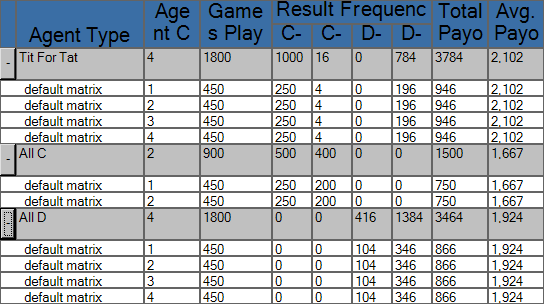 Agent Type Age nt C Game s Play Result Frequenc Total Payo Avg. Payo
C- C- D- D-
- Tit For Tat 4 1800 1000 16 0 784 3784 2,102
default matrix 1 450 250 4 0 196 946 2,102
default matrix 2 450 250 4 0 196 946 2,102
default matrix 3 450 250 4 0 196 946 2,102
default matrix 4 450 250 4 0 196 946 2,102
- All C 2 900 500 400 0 0 1500 1,667
default matrix 1 450 250 200 0 0 750 1,667
default matrix 2 450 250 200 0 0 750 1,667
- All D 4 1800 0 0 416 1384 3464 1,924
default matrix 1 450 0 0 104 346 866 1,924
default matrix 2 450 0 0 104 346 866 1,924
default matrix 3 450 0 0 104 346 866 1,924
default matrix 4 450 0 0 104 346 866 1,924